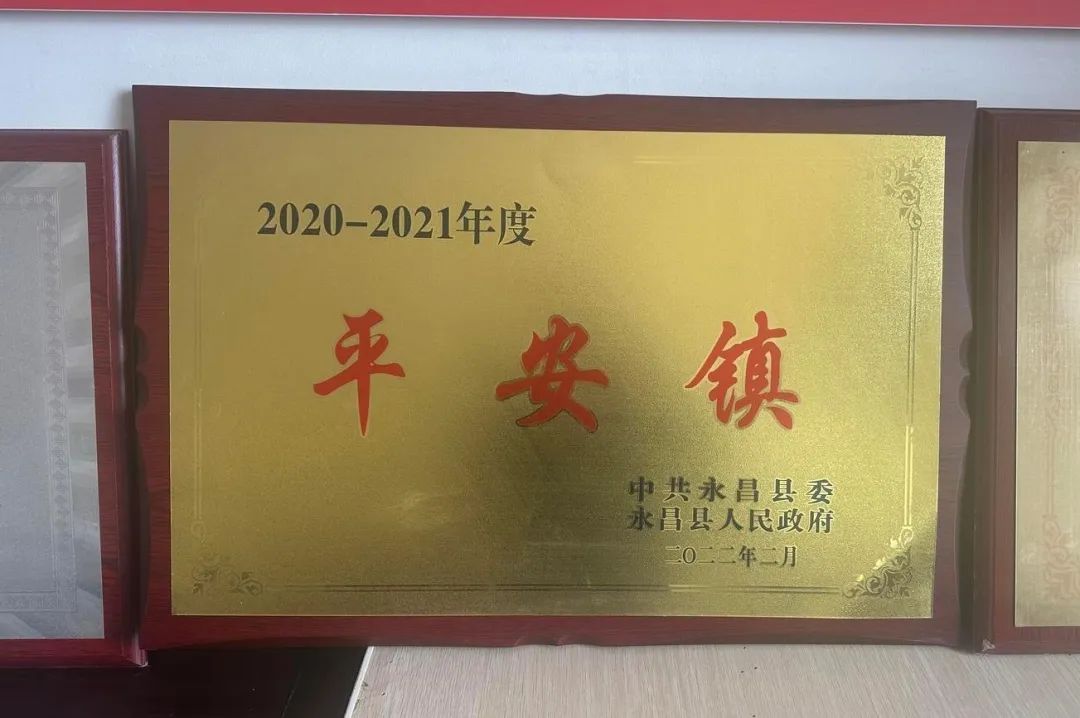 2020-2021年度
平安镇
中共永昌县委
永昌县人民政府
二〇二二年二月